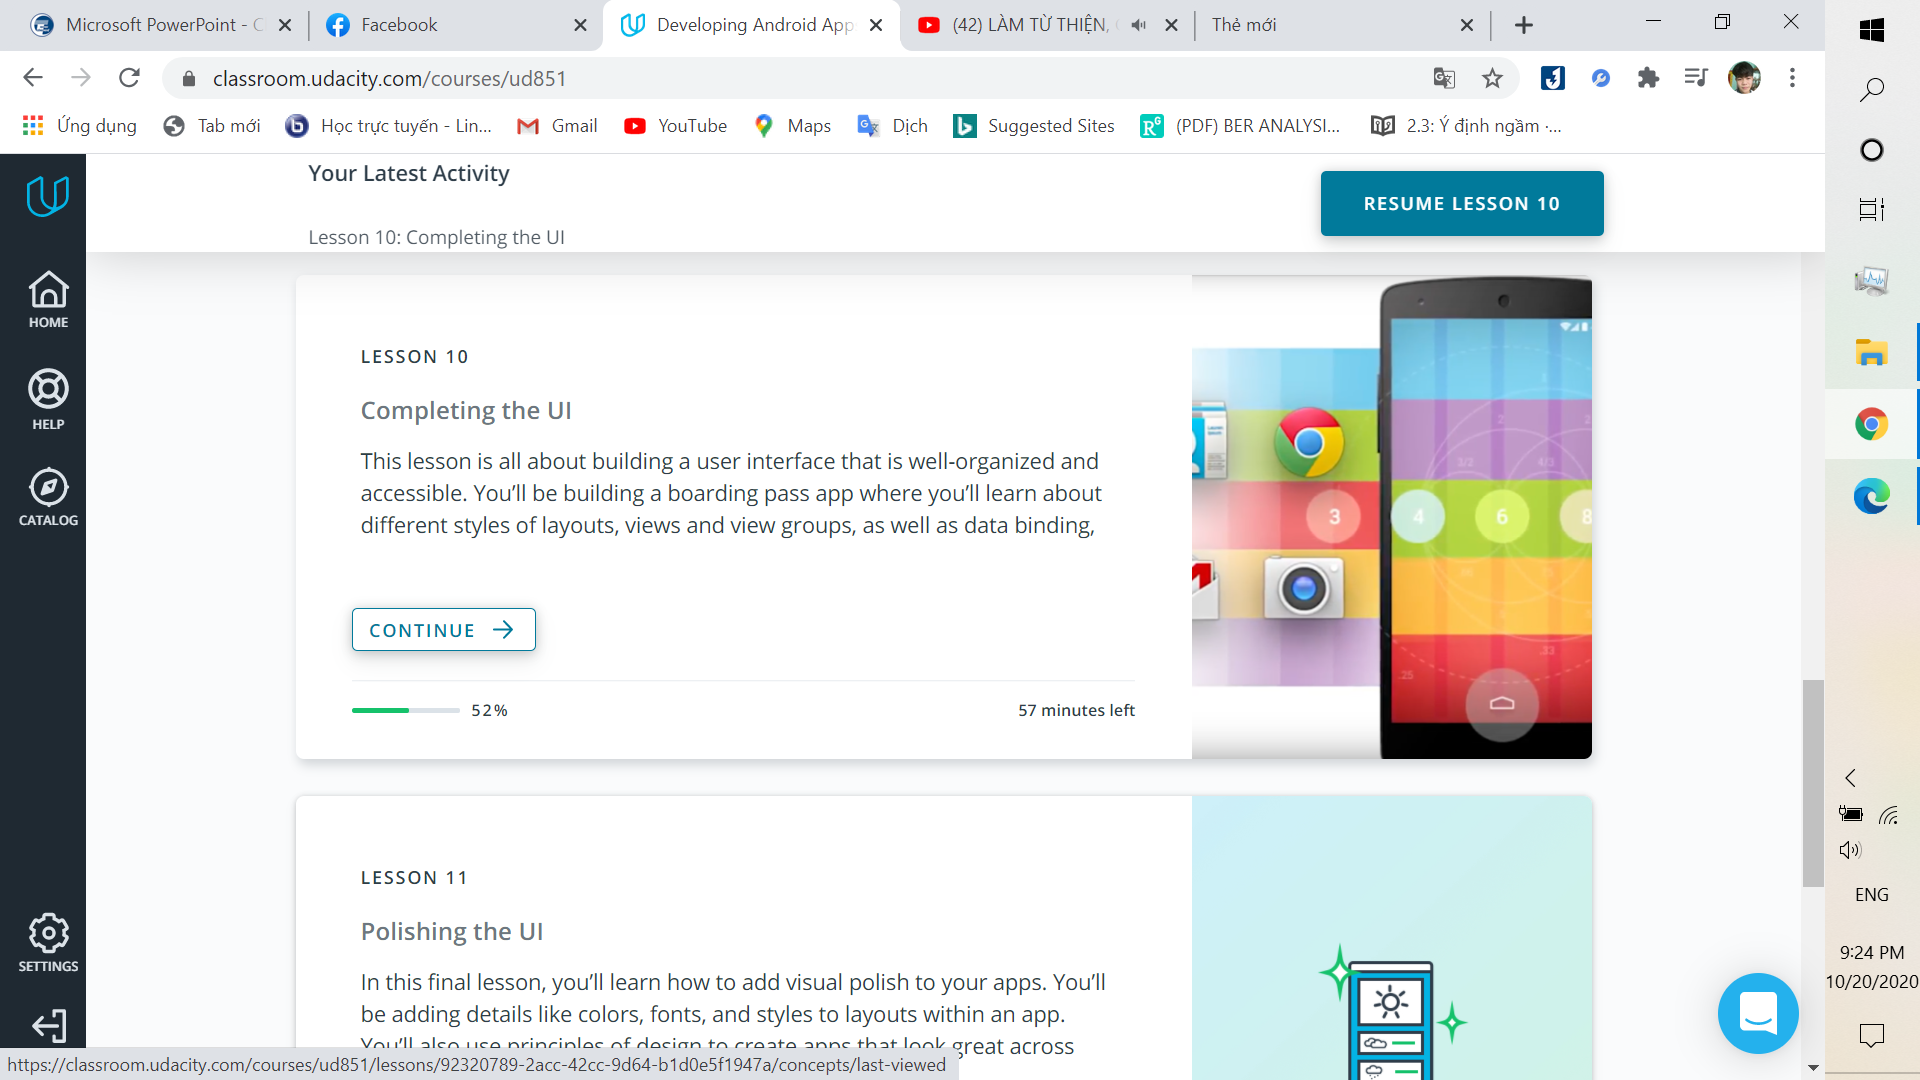 Microsoft PowerPoint - C
Facebook
Developing Android App
(42) LÀM TỪ THIỆN,
Thẻ mới
classroom.udacity.com/courses/ud851
Ứng dụng
Tab mới
Học trực tuyến - Lin...
Gmail
YouTube
Maps
Dịch
Suggested Sites
(PDF) BER ANALYSI...
2.3: Ý định ngầm ·...
Your Latest Activity
Lesson 10: Completing the UI
RESUME LESSON 10
HOME
HELP
CATALOG
SETTINGS
LESSON 10
Completing the UI
This lesson is all about building a user interface that is well-organized and
accessible. You’ll be building a boarding pass app where you’ll learn about
different styles of layouts, views and view groups, as well as data binding,
CONTINUE
52%
57 minutes left
3
4
6
8
LESSON 11
Polishing the UI
In this final lesson, you’ll learn how to add visual polish to your apps. You’ll
be adding details like colors, fonts, and styles to layouts within an app.
You’ll also use principles of design to create apps that look great across
https://classroom.udacity.com/courses/ud851/lessons/92320789-2acc-42cc-9d64-b1d0e5f1947a/concepts/last-viewed
ENG
9:24 PM
10/20/2020